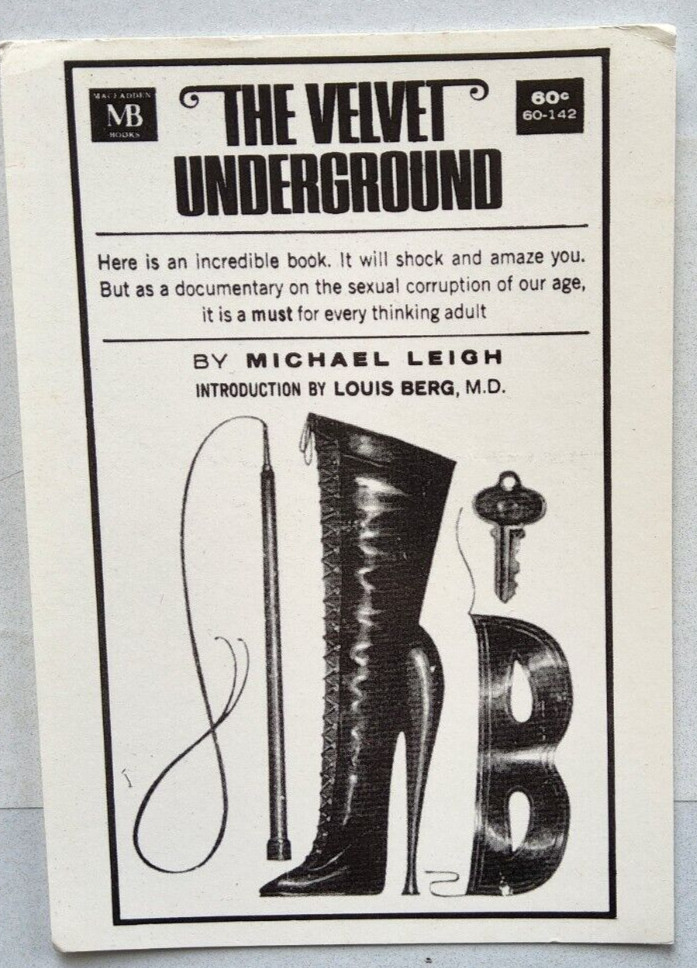 MACFADDEN
MB
BOOKS
THE VELVET
UNDERGROUND
60¢
60-142
Here is an incredible book. It will shock and amaze you.
But as a documentary on the sexual corruption of our age,
it is a must for every thinking adult
BY MICHAEL LEIGH
INTRODUCTION BY LOUIS BERG, M.D.